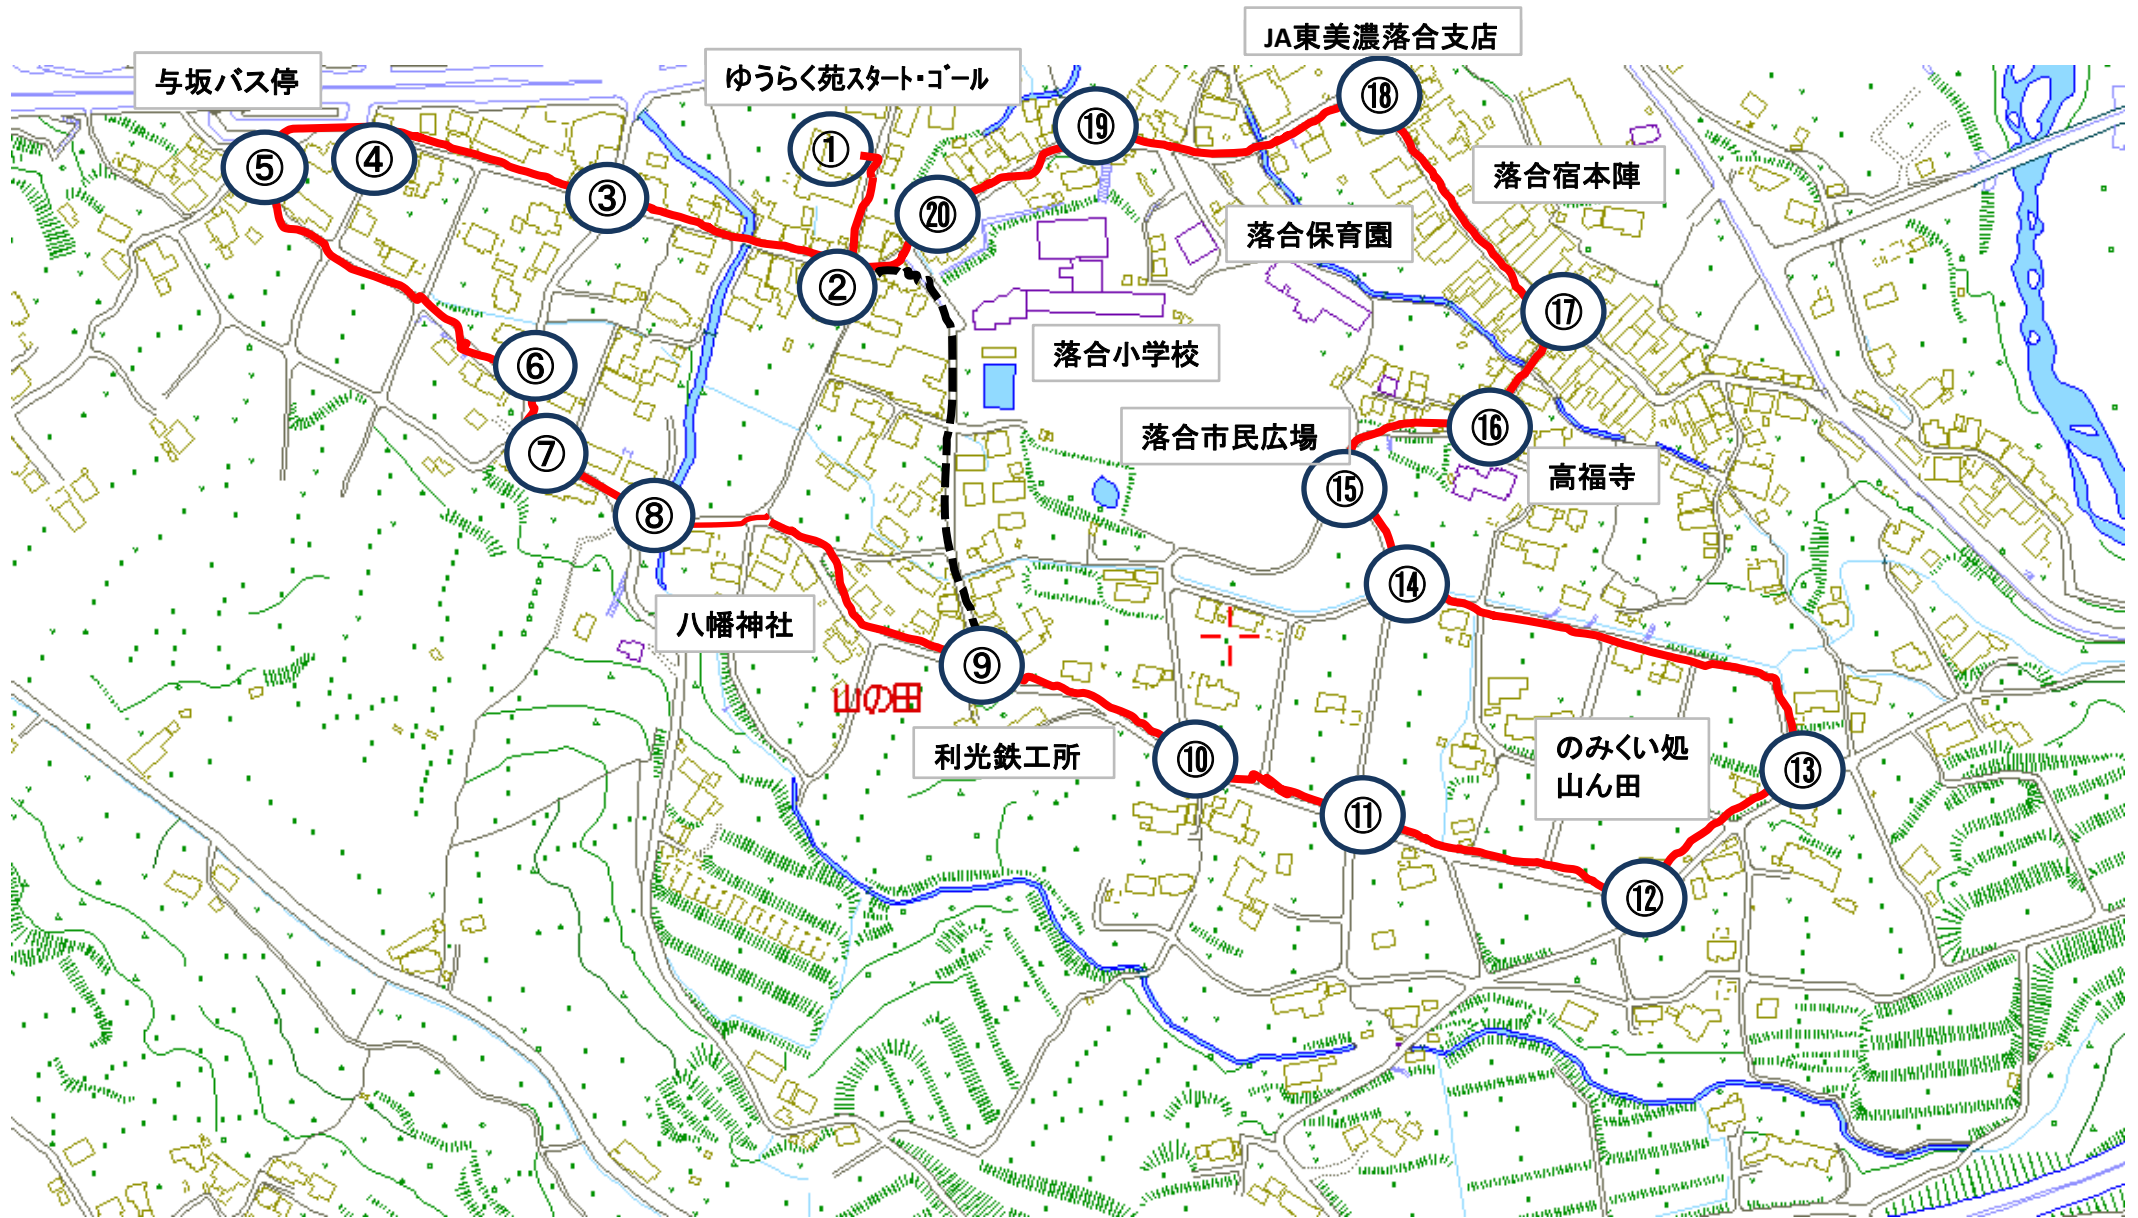 JA東美濃落合支店
与坂バス停
ゆうらく苑スタート・ゴール
⑱
⑲
①
④
⑤
落合宿本陣
③
⑳
落合保育園
②
⑰
落合小学校
⑥
落合市民広場
⑯
⑦
高福寺
⑮
⑧
⑭
八幡神社
⑨
山の田
利光鉄工所
⑩
のみくい処
山ん田
⑬
⑪
⑫